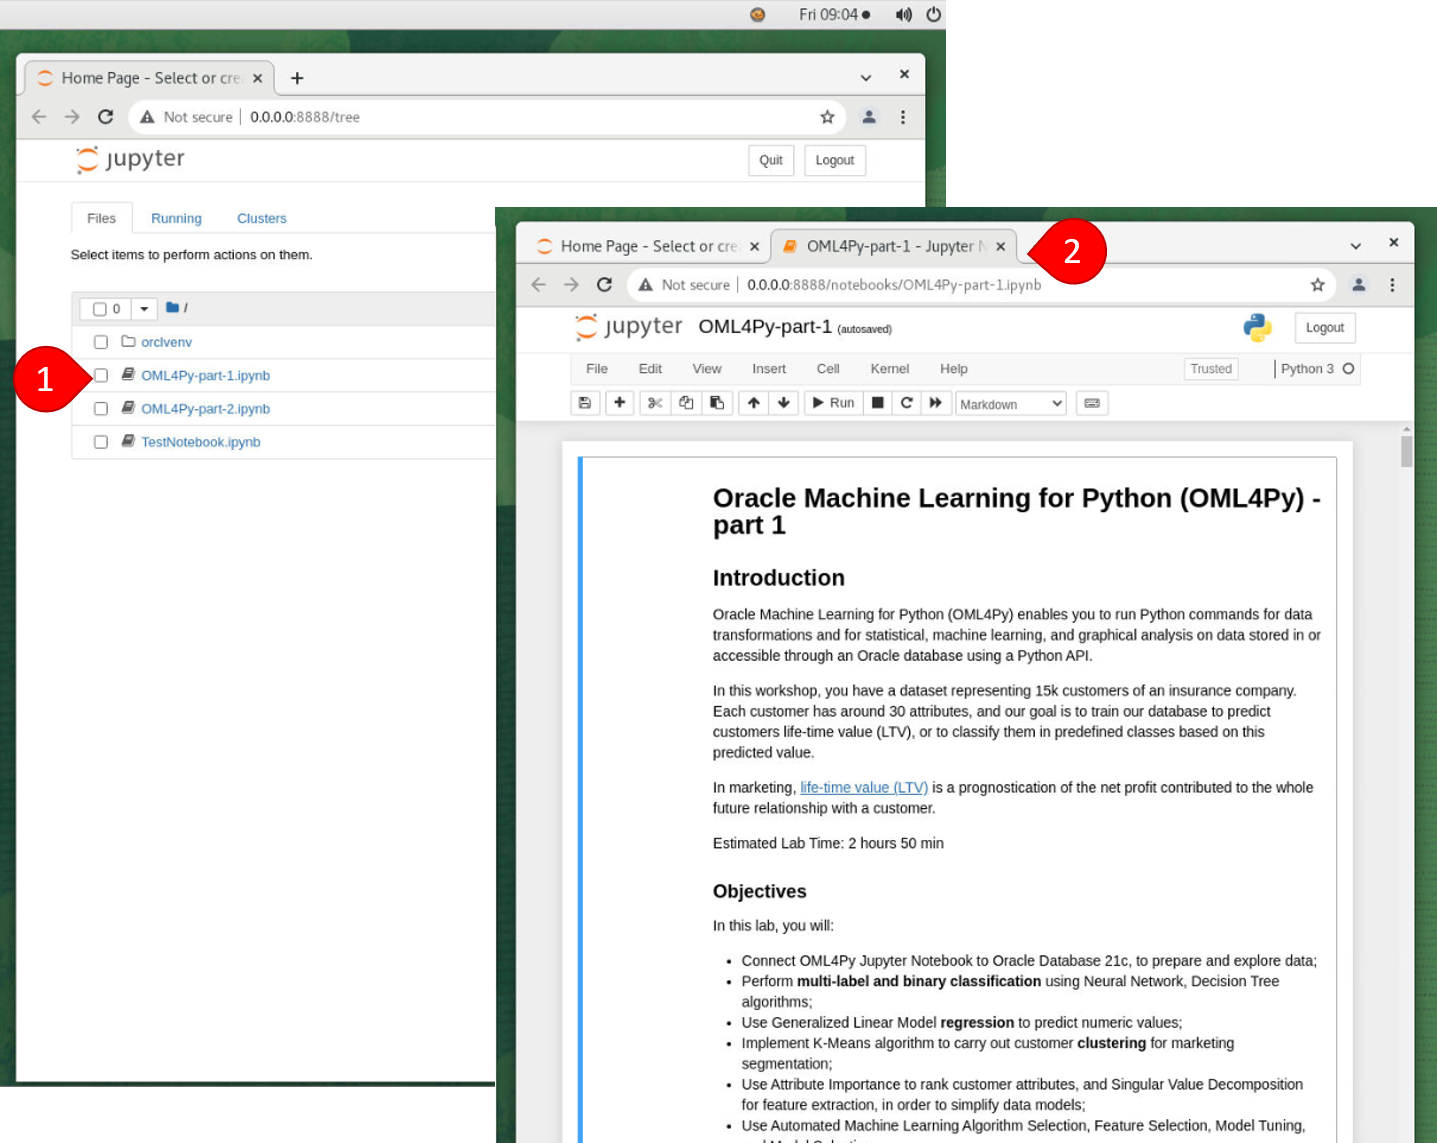 Fri 09:04
Home Page - Select or cre
Not secure | 0.0.0.0:8888/tree
jupyter
Quit
Logout
Files
Running
Clusters
Select items to perform actions on them.
0
/
orclvenv
1
OML4Py-part-1.ipynb
OML4Py-part-2.ipynb
TestNotebook.ipynb
Home Page - Select or cre
OML4Py-part-1 - Jupyter N
2
Not secure | 0.0.0.0:8888/notebooks/OML4Py-part-1.ipynb
jupyter OML4Py-part-1 (autosaved)
Logout
File Edit View Insert Cell Kernel Help
Trusted
Python 3
Run
Markdown
Oracle Machine Learning for Python (OML4Py) -
part 1
Introduction
Oracle Machine Learning for Python (OML4Py) enables you to run Python commands for data
transformations and for statistical, machine learning, and graphical analysis on data stored in or
accessible through an Oracle database using a Python API.
In this workshop, you have a dataset representing 15k customers of an insurance company.
Each customer has around 30 attributes, and our goal is to train our database to predict
customers life-time value (LTV), or to classify them in predefined classes based on this
predicted value.
In marketing, life-time value (LTV) is a prognostication of the net profit contributed to the whole
future relationship with a customer.
Estimated Lab Time: 2 hours 50 min
Objectives
In this lab, you will:
• Connect OML4Py Jupyter Notebook to Oracle Database 21c, to prepare and explore data;
• Perform multi-label and binary classification using Neural Network, Decision Tree
algorithms;
• Use Generalized Linear Model regression to predict numeric values;
• Implement K-Means algorithm to carry out customer clustering for marketing
segmentation;
• Use Attribute Importance to rank customer attributes, and Singular Value Decomposition
for feature extraction, in order to simplify data models;
• Use Automated Machine Learning Algorithm Selection, Feature Selection, Model Tuning,